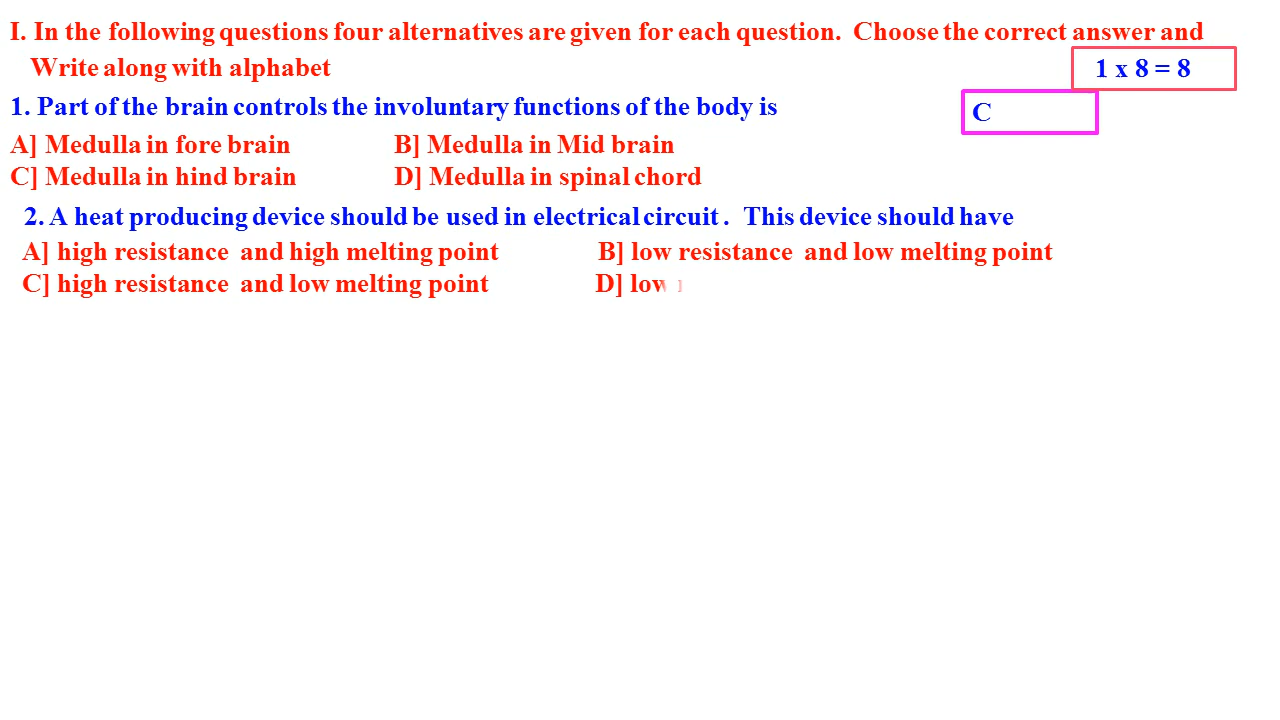 I. In the following questions four alternatives are given for each question. Choose the correct answer and
Write along with alphabet
1 x 8 = 8
1. Part of the brain controls the involuntary functions of the body is
C
A] Medulla in fore brain B] Medulla in Mid brain
C] Medulla in hind brain D] Medulla in spinal chord
2. A heat producing device should be used in electrical circuit . This device should have
A] high resistance and high melting point B] low resistance and low melting point
C] high resistance and low melting point D] low